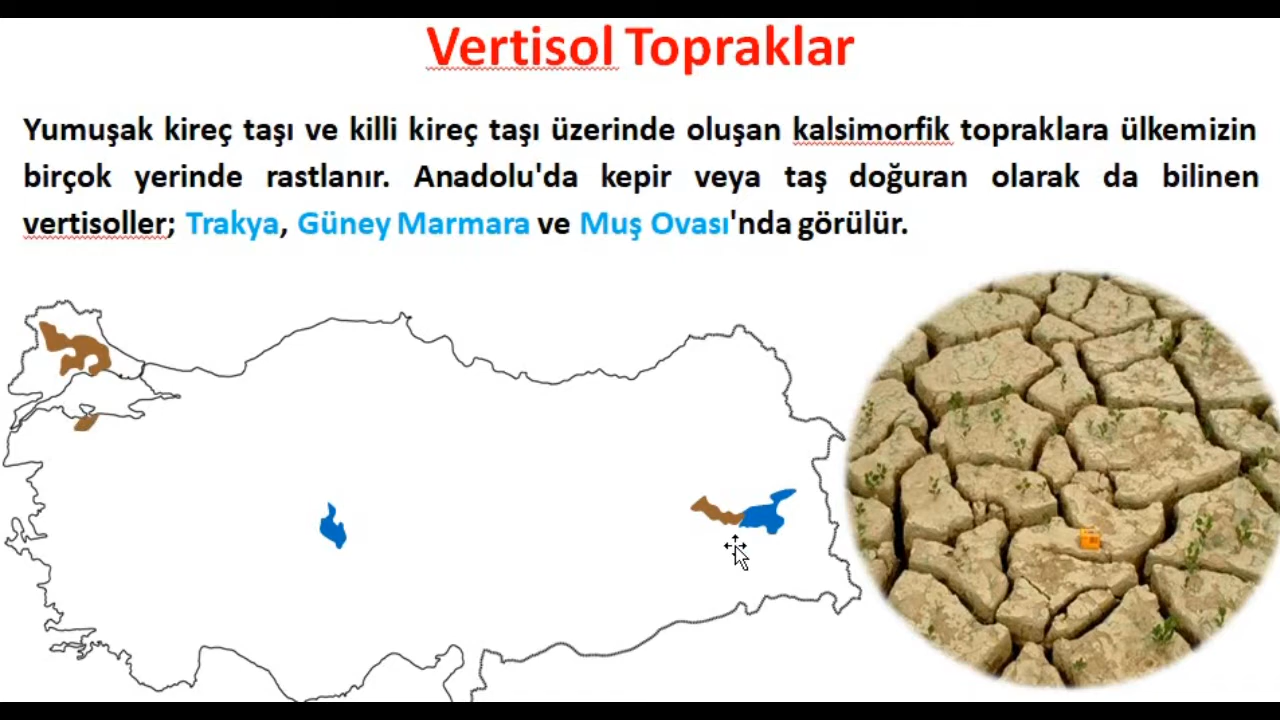 Vertisol Topraklar
Yumuşak kireç taşı ve killi kireç taşı üzerinde oluşan kalsimorfik topraklara ülkemizin
birçok yerinde rastlanır. Anadolu'da kepir veya taş doğuran olarak da bilinen
vertisoller; Trakya, Güney Marmara ve Muş Ovası'nda görülür.